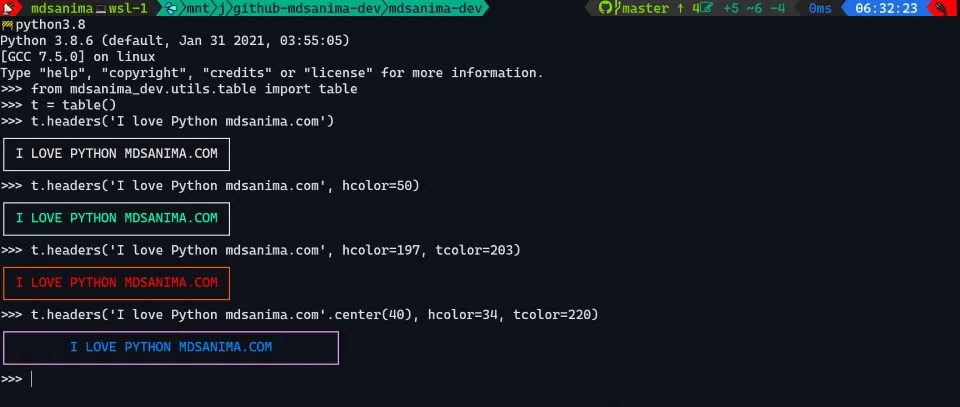 mdsanima wsl-1 mnt j github-mdsanima-dev mdsanima-dev master ↑ 4 +5 ~6 -4 0ms 06:32:23
python3.8
Python 3.8.6 (default, Jan 31 2021, 03:55:05)
[GCC 7.5.0] on linux
Type "help", "copyright", "credits" or "license" for more information.
>>> from mdsanima_dev.utils.table import table
>>> t = table()
>>> t.headers('I love Python mdsanima.com')
I LOVE PYTHON MDSANIMA.COM
>>> t.headers('I love Python mdsanima.com', hcolor=50)
I LOVE PYTHON MDSANIMA.COM
>>> t.headers('I love Python mdsanima.com', hcolor=197, tcolor=203)
I LOVE PYTHON MDSANIMA.COM
>>> t.headers('I love Python mdsanima.com'.center(40), hcolor=34, tcolor=220)
I LOVE PYTHON MDSANIMA.COM
>>>